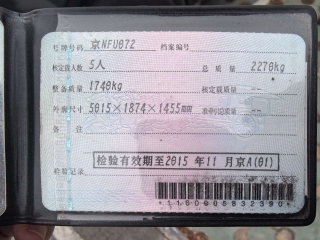 号牌号码 京NFU072 档案编号
核定载人数 5人 总质量 2270kg
整备质量 1740kg 核定载质量 --
外廓尺寸 5015×1874×1455mm 准牵引总质量 --
备注
检验有效期至2015年11月京A(01)
检验记录